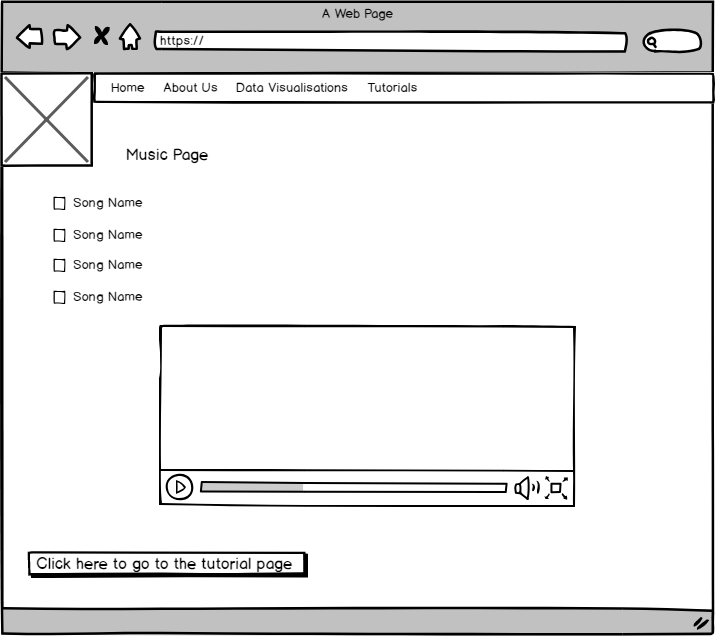 A Web Page
https://
Home About Us Data Visualisations Tutorials
Music Page
Song Name
Song Name
Song Name
Song Name
Click here to go to the tutorial page